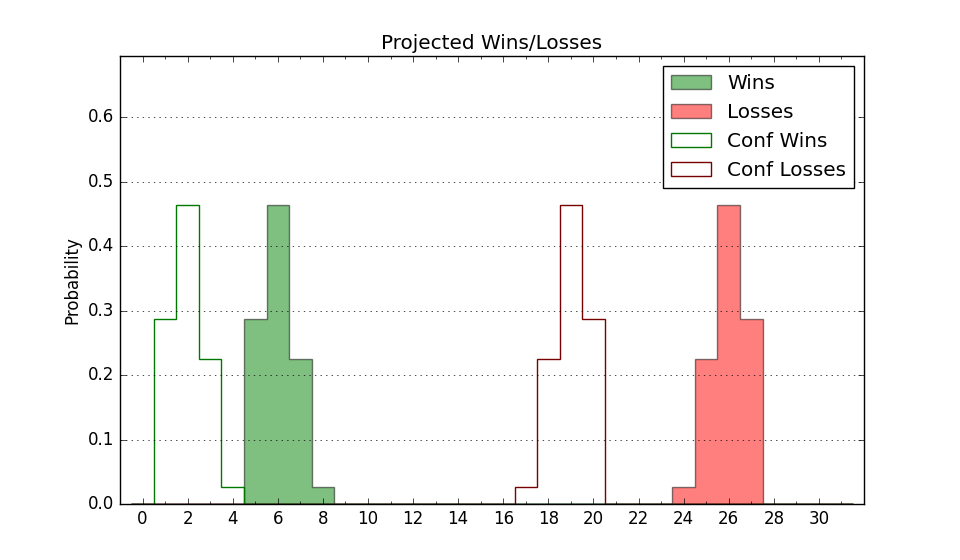 Projected Wins/Losses
Wins
Losses
Conf Wins
Conf Losses
Probability
0.6
0.5
0.4
0.3
0.2
0.1
0.0
0 2 4 6 8 10 12 14 16 18 20 22 24 26 28 30